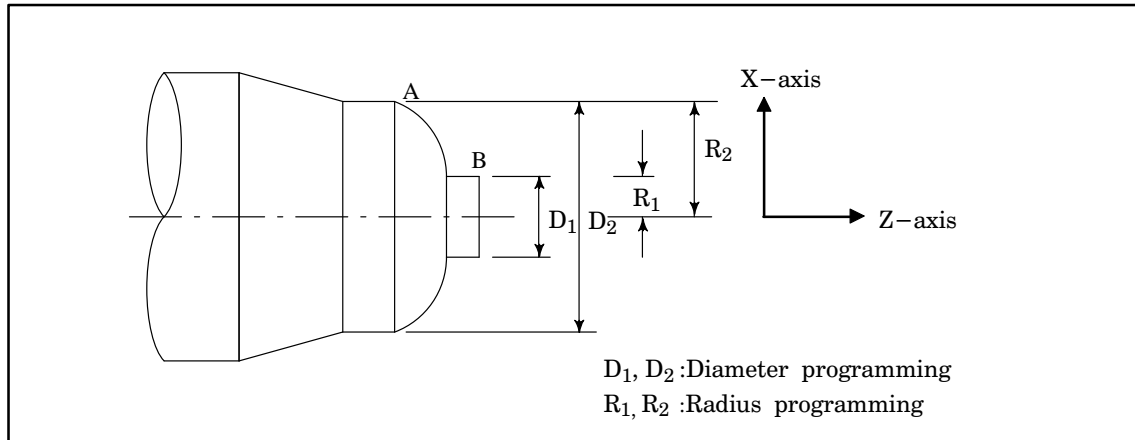 X−axis
A
R2
B
R1
D1
D2
Z−axis
D1, D2 :Diameter programming
R1, R2 :Radius programming